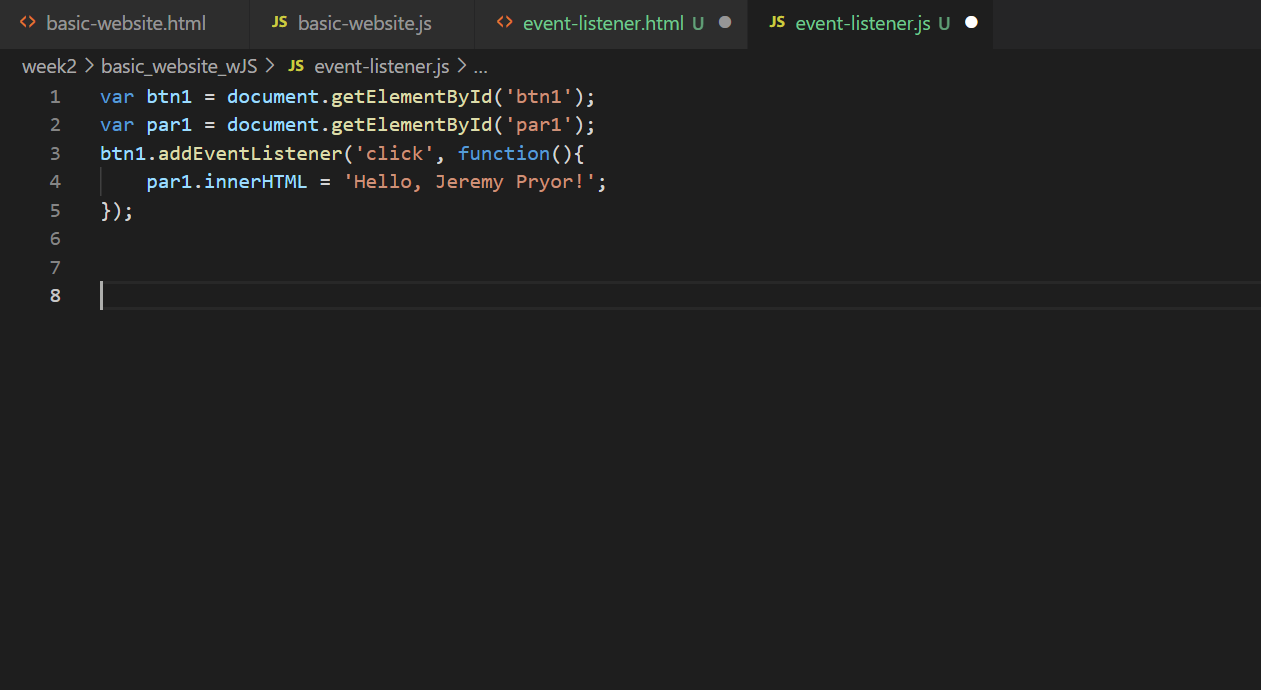 <> basic-website.html JS basic-website.js <> event-listener.html U JS event-listener.js U
week2 > basic_website_wJS > JS event-listener.js > ...
1 var btn1 = document.getElementById('btn1');
2 var par1 = document.getElementById('par1');
3 btn1.addEventListener('click', function(){
4     par1.innerHTML = 'Hello, Jeremy Pryor!';
5 });
6
7
8